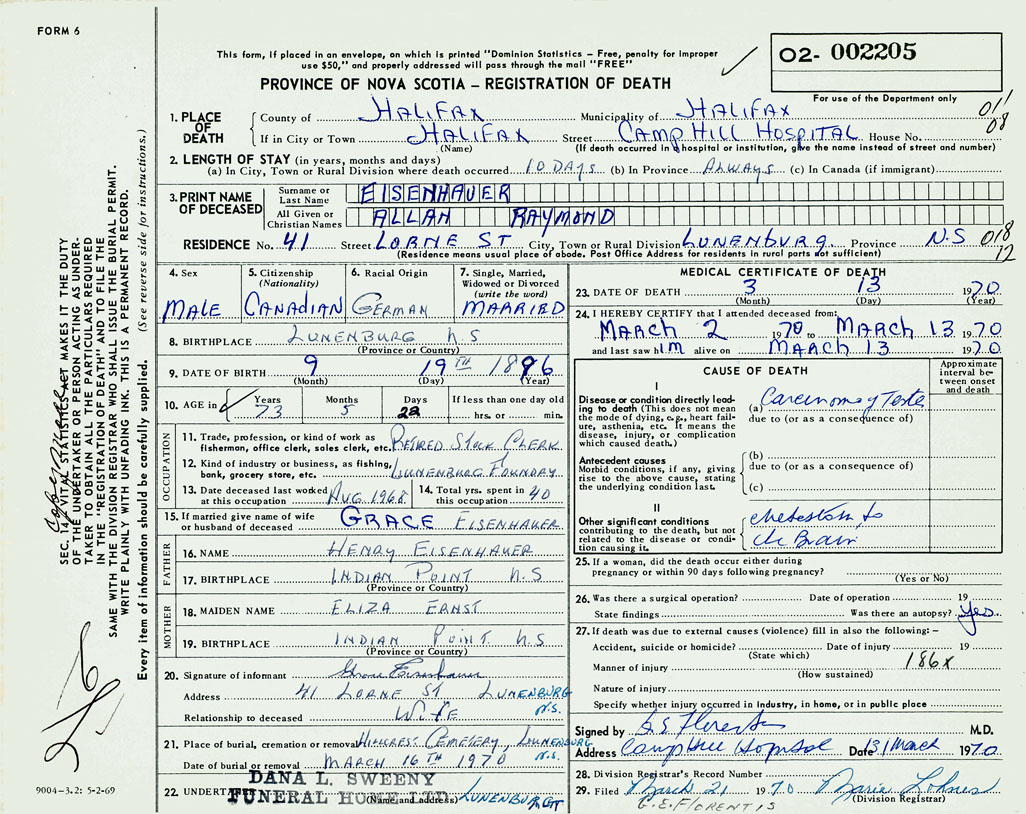 FORM 6
02- 002205
For use of the Department only
This form, if placed in an envelope, on which is printed "Dominion Statistics – Free, penalty for improper
use $50," and properly addressed will pass through the mail "FREE"
PROVINCE OF NOVA SCOTIA – REGISTRATION OF DEATH
1. PLACE OF DEATH
County of HALIFAX Municipality of HALIFAX 011
If in City or Town HALIFAX Street CAMP HILL HOSPITAL House No. 08
(Name) (If death occurred in a hospital or institution, give the name instead of street and number)
2. LENGTH OF STAY (in years, months and days)
(a) In City, Town or Rural Division where death occurred 10 DAYS (b) In Province ALWAYS (c) In Canada (if immigrant)
3. PRINT NAME OF DECEASED
Surname or Last Name EISENHAUER
All Given or Christian Names ALLAN RAYMOND
RESIDENCE No. 41 Street LORNE ST City, Town or Rural Division LUNENBURG Province N.S 018
(Residence means usual place of abode. Post Office Address for residents in rural parts not sufficient) 12
4. Sex MALE
5. Citizenship (Nationality) CANADIAN
6. Racial Origin GERMAN
7. Single, Married, Widowed or Divorced (write the word) MARRIED
8. BIRTHPLACE LUNENBURG N.S
(Province or Country)
9. DATE OF BIRTH 9 19TH 1896
(Month) (Day) (Year)
10. AGE in Years 73 Months 5 Days 22 If less than one day old hrs. or min.
OCCUPATION
11. Trade, profession, or kind of work as fisherman, office clerk, sales clerk, etc. RETIRED STOCK CLERK
12. Kind of industry or business, as fishing, bank, grocery store, etc. LUNENBURG FOUNDAY
13. Date deceased last worked at this occupation AUG 1968
14. Total yrs. spent in this occupation 40
15. If married give name of wife or husband of deceased GRACE EISENHAUER
FATHER
16. NAME HENRY EISENHAUER
17. BIRTHPLACE INDIAN POINT N.S
(Province or Country)
MOTHER
18. MAIDEN NAME ELIZA ERNST
19. BIRTHPLACE INDIAN POINT N.S
(Province or Country)
20. Signature of informant Grace Eisenhauer
Address 41 LORNE ST LUNENBURG N.S.
Relationship to deceased WIFE
21. Place of burial, cremation or removal HILLCREST CEMETERY, LUNENBURG N.S.
Date of burial or removal MARCH 16TH 1970
22. UNDERTAKER DANA L. SWEENY
FUNERAL HOME LTD. (Name and address) LUNENBURG
MEDICAL CERTIFICATE OF DEATH
23. DATE OF DEATH 3 13 1970
(Month) (Day) (Year)
24. I HEREBY CERTIFY that I attended deceased from:
MARCH 2 1970 to MARCH 13 1970
and last saw him alive on MARCH 13 1970
CAUSE OF DEATH
Approximate interval between onset and death
I
Disease or condition directly leading to death (This does not mean the mode of dying, e.g., heart failure, asthenia, etc. It means the disease, injury, or complication which caused death.)
(a) Carcinoma of Testes
due to (or as a consequence of)
Antecedent causes
Morbid conditions, if any, giving rise to the above cause, stating the underlying condition last.
(b)
due to (or as a consequence of)
(c)
II
Other significant conditions contributing to the death, but not related to the disease or condition causing it.
to
Brain
25. If a woman, did the death occur either during pregnancy or within 90 days following pregnancy?
(Yes or No)
26. Was there a surgical operation? Date of operation 19
State findings Was there an autopsy? Yes.
27. If death was due to external causes (violence) fill in also the following: –
Accident, suicide or homicide? Date of injury 19
(State which)
Manner of injury 186X
(How sustained)
Nature of injury
Specify whether injury occurred in Industry, in home, or in public place
Signed by G.E. Florentis M.D.
Address Camp Hill Hospital Date 31 March 1970
28. Division Registrar's Record Number
29. Filed March 21 1970 Marie Lohnes
(Division Registrar)
G.E. FLORENTIS
SEC. 14, VITAL STATISTICS ACT MAKES IT THE DUTY
OF THE UNDERTAKER OR PERSON ACTING AS UNDER-
TAKER TO OBTAIN ALL THE PARTICULARS REQUIRED
IN THE "REGISTRATION OF DEATH" AND TO FILE THE
SAME WITH THE DIVISION REGISTRAR WHO SHALL ISSUE THE BURIAL PERMIT.
WRITE PLAINLY WITH UNFADING INK. THIS IS A PERMANENT RECORD.
Every item of information should be carefully supplied. (See reverse side for instructions.)
9004-3.2: 5-2-69